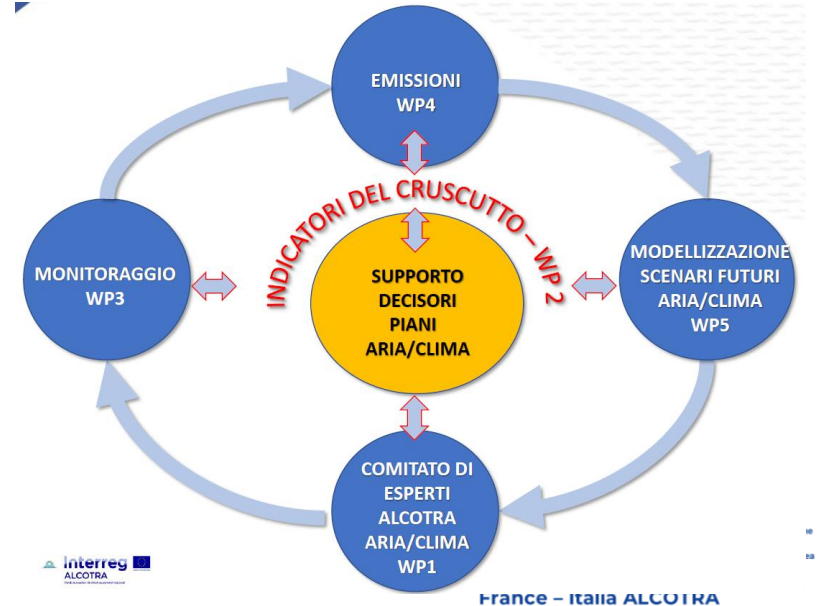 EMISSIONI
WP4
INDICATORI DEL CRUSCUTTO – WP 2
MONITORAGGIO
WP3
SUPPORTO
DECISORI
PIANI
ARIA/CLIMA
MODELLIZZAZIONE
SCENARI FUTURI
ARIA/CLIMA
WP5
COMITATO DI
ESPERTI
ALCOTRA
ARIA/CLIMA
WP1
Interreg
ALCOTRA
France – Italia ALCOTRA